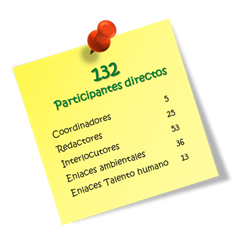 132
Participantes directos
Coordinadores 5
Redactores 25
Interlocutores 53
Enlaces ambientales 36
Enlaces Talento humano 13